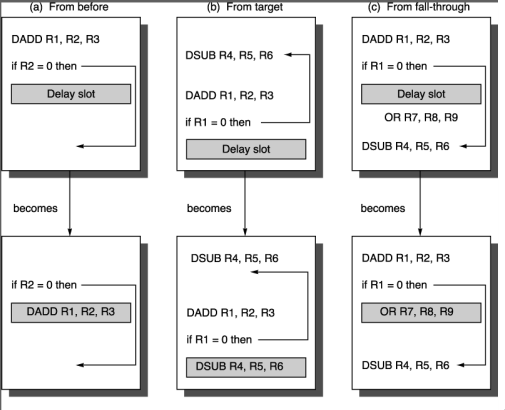 (a) From before
DADD R1, R2, R3
if R2 = 0 then
Delay slot
becomes
if R2 = 0 then
DADD R1, R2, R3
(b) From target
DSUB R4, R5, R6
DADD R1, R2, R3
if R1 = 0 then
Delay slot
becomes
DSUB R4, R5, R6
DADD R1, R2, R3
if R1 = 0 then
DSUB R4, R5, R6
(c) From fall-through
DADD R1, R2, R3
if R1 = 0 then
Delay slot
OR R7, R8, R9
DSUB R4, R5, R6
becomes
DADD R1, R2, R3
if R1 = 0 then
OR R7, R8, R9
DSUB R4, R5, R6